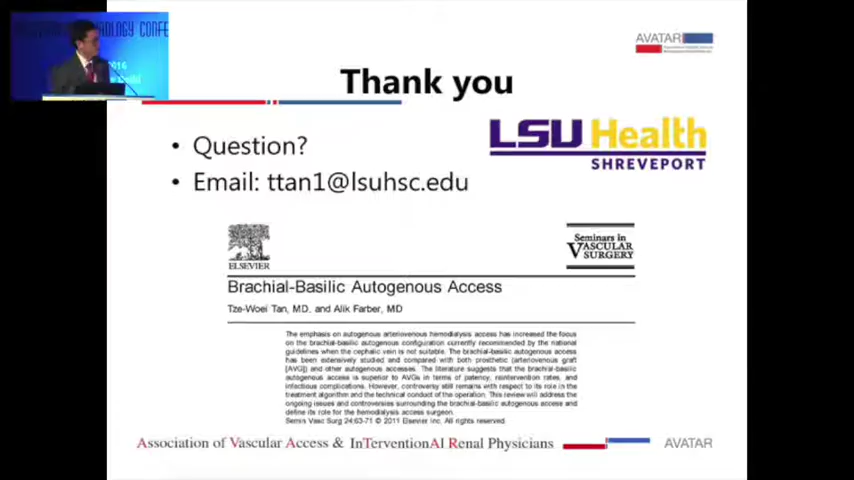 AVATAR
Thank you
LSU Health
SHREVEPORT
• Question?
• Email: ttan1@lsuhsc.edu
ELSEVIER
Seminars in
VASCULAR
SURGERY
Brachial-Basilic Autogenous Access
Tze-Woei Tan, MD, and Alik Farber, MD
The emphasis on autogenous arteriovenous hemodialysis access has increased the focus
on the brachial-basilic autogenous configuration currently recommended by the national
guidelines when the cephalic vein is not suitable. The brachial-basilic autogenous access
has been extensively studied and compared with both prosthetic (arteriovenous graft
[AVG]) and other autogenous accesses. The literature suggests that the brachial-basilic
autogenous access is superior to AVGs in terms of patency, reintervention rates, and
infectious complications. However, controversy still remains with respect to its role in the
treatment algorithm and the technical conduct of the operation. This review will address the
ongoing issues and controversies surrounding the brachial-basilic autogenous access and
define its role for the hemodialysis access surgeon.
Semin Vasc Surg 24:63-71 © 2011 Elsevier Inc. All rights reserved.
Association of Vascular Access & InTerventionAl Renal Physicians
AVATAR